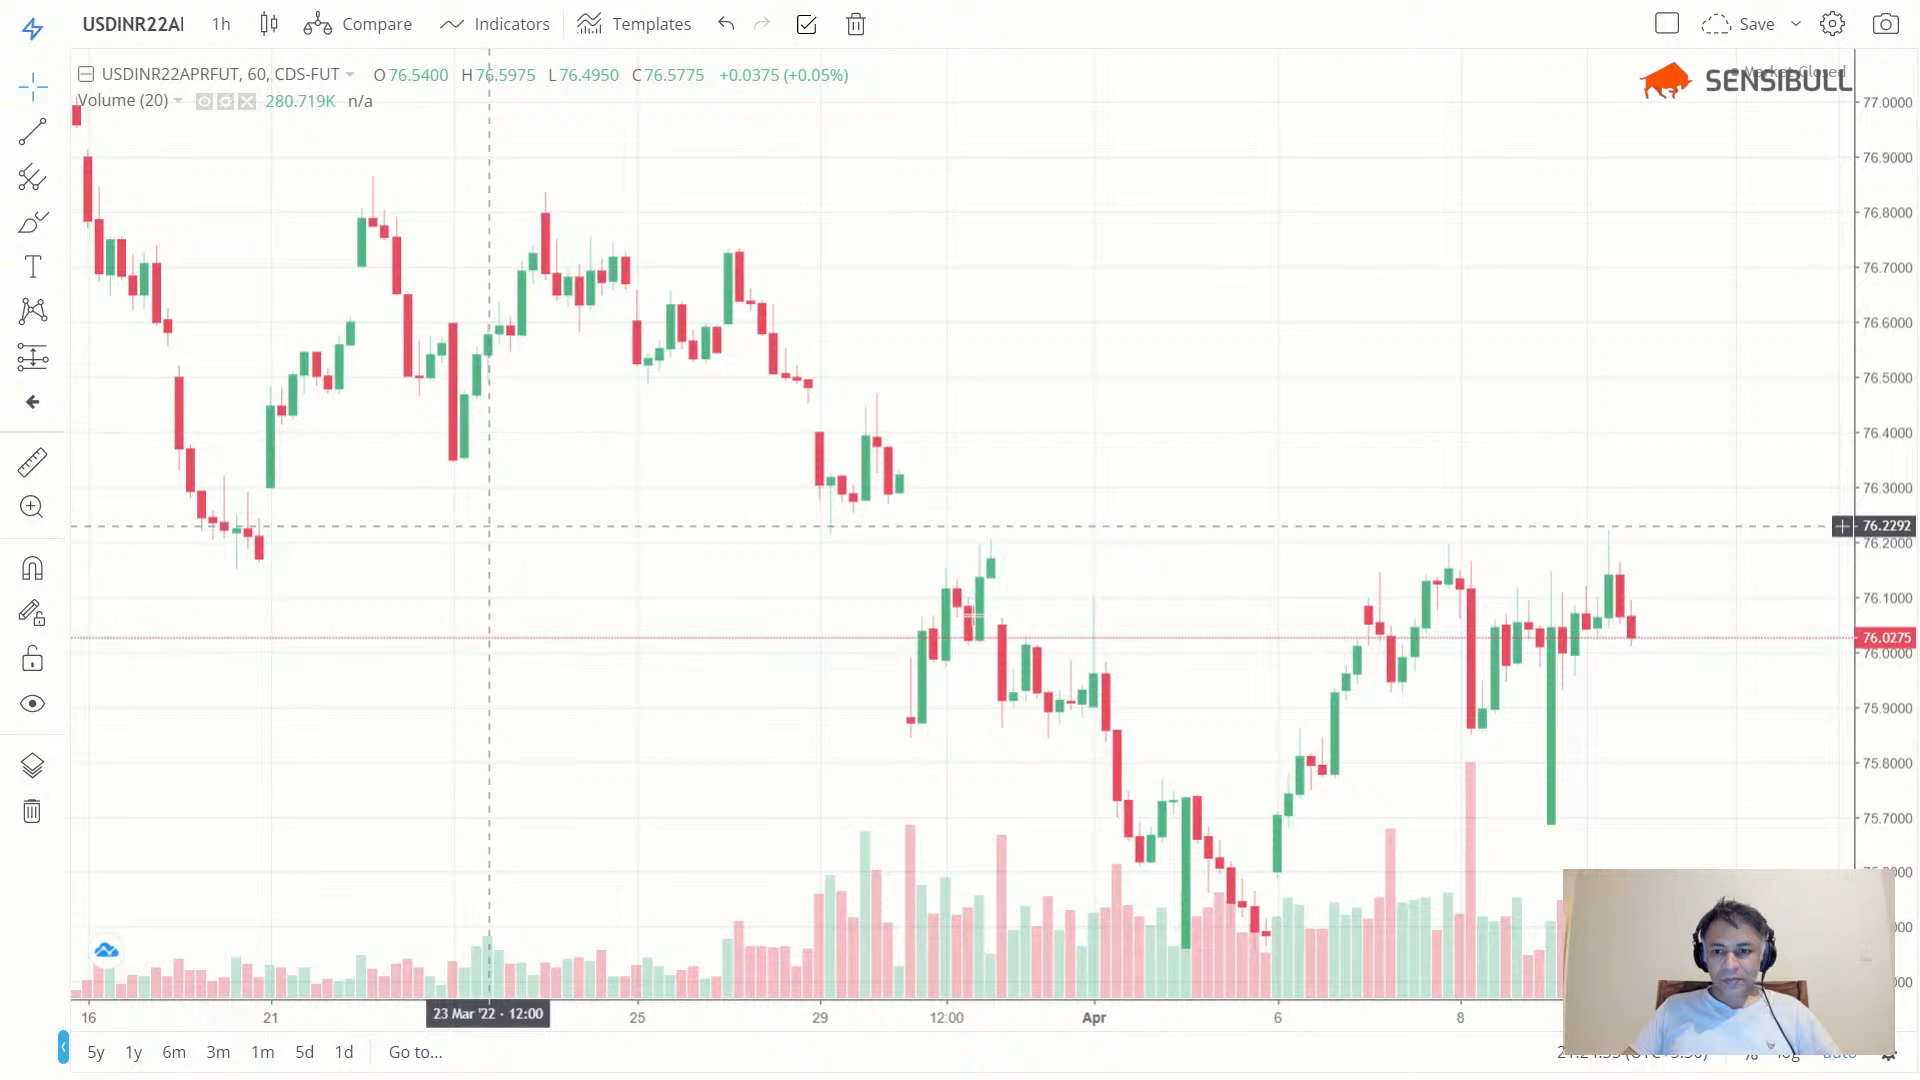 USDINR22AI 1h Compare Indicators Templates Save
USDINR22APRFUT, 60, CDS-FUT O 76.5400 H 76.5975 L 76.4950 C 76.5775 +0.0375 (+0.05%)
Market Closed
SENSIBULL
Volume (20) 280.719K n/a
77.0000
76.9000
76.8000
76.7000
76.6000
76.5000
76.4000
76.3000
76.2292
76.2000
76.1000
76.0275
76.0000
75.9000
75.8000
75.7000
16 21 23 Mar '22 · 12:00 25 29 12:00 Apr 6 8
5y 1y 6m 3m 1m 5d 1d Go to...
auto